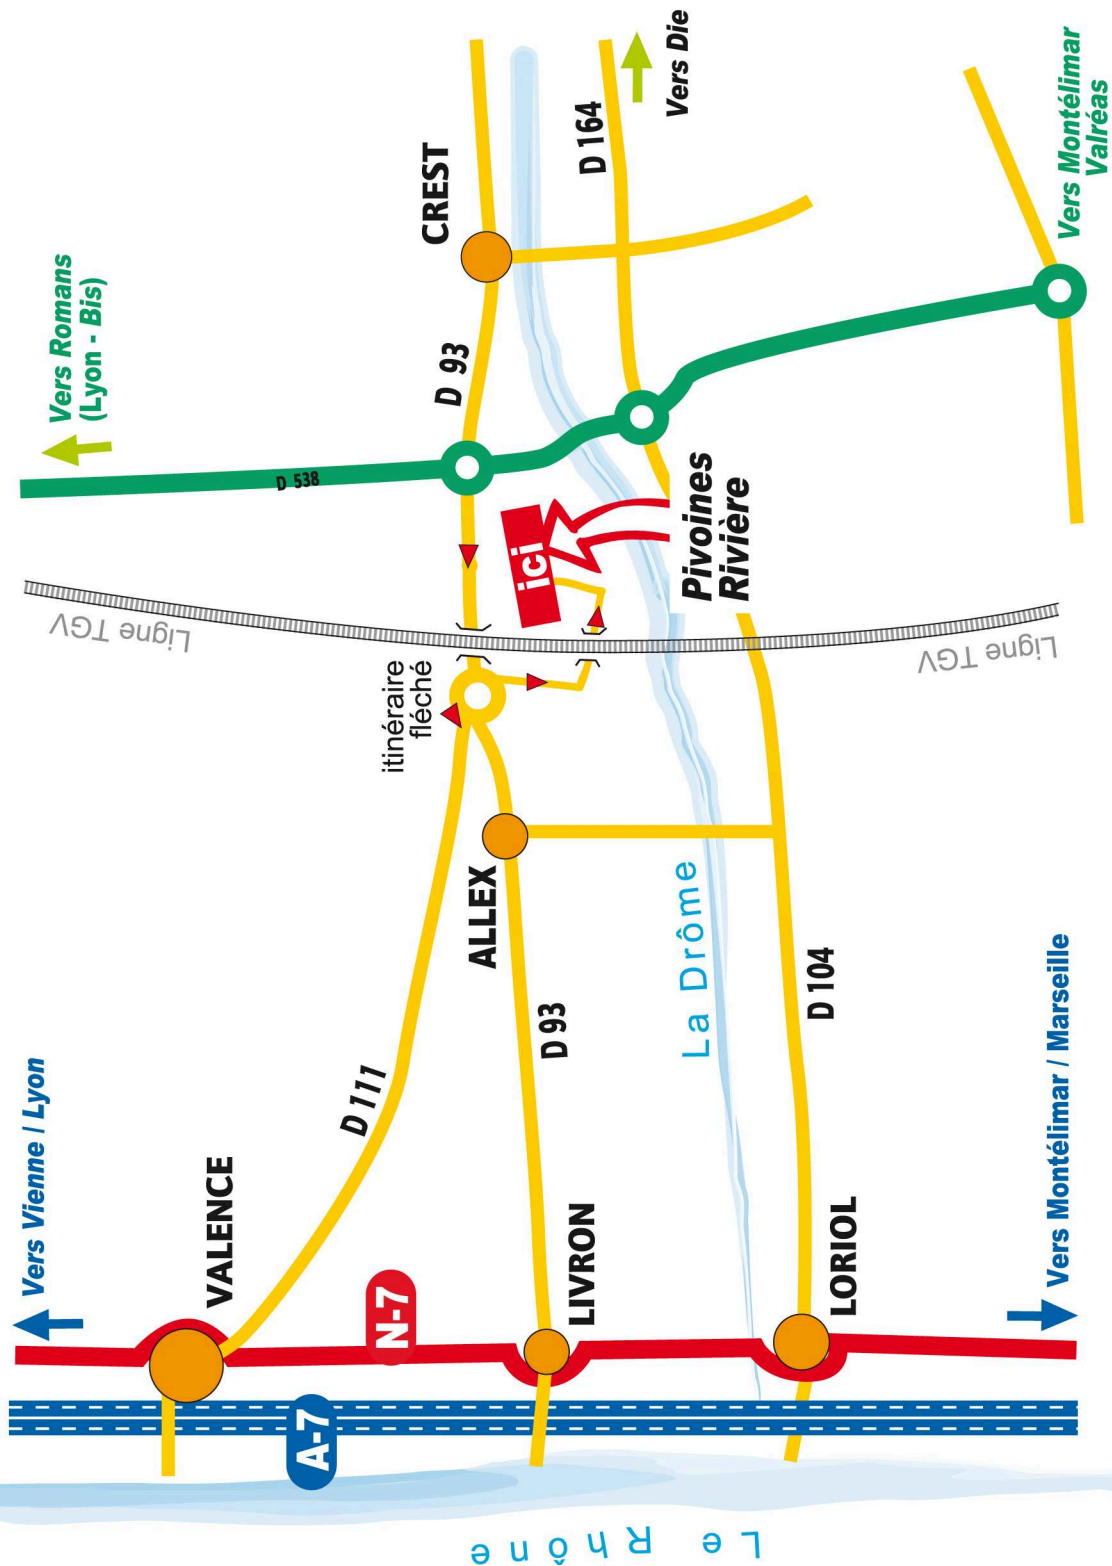 Vers Vienne / Lyon
Vers Romans
(Lyon - Bis)
Ligne TGV
VALENCE
A-7
N-7
D 111
D 538
itinéraire
fléché
CREST
D 93
ALLEX
ici
Le Rhône
LIVRON
D 93
D 164
La Drôme
Vers Die
Pivoines
Rivière
LORIOL
D 104
Ligne TGV
Vers Montélimar / Marseille
Vers Montélimar
Valréas